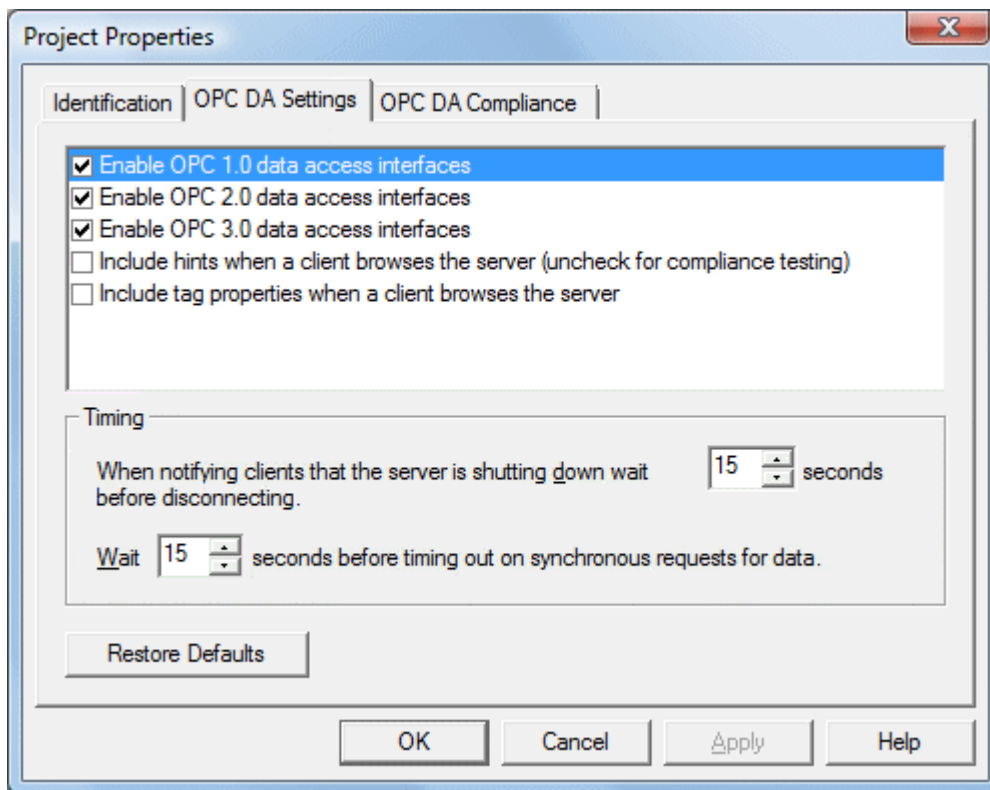 Project Properties
Identification
OPC DA Settings
OPC DA Compliance
Enable OPC 1.0 data access interfaces
Enable OPC 2.0 data access interfaces
Enable OPC 3.0 data access interfaces
Include hints when a client browses the server (uncheck for compliance testing)
Include tag properties when a client browses the server
Timing
When notifying clients that the server is shutting down wait 15 seconds
before disconnecting.
Wait 15 seconds before timing out on synchronous requests for data.
Restore Defaults
OK
Cancel
Apply
Help